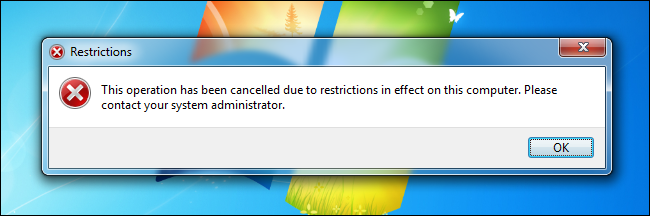 Restrictions
This operation has been cancelled due to restrictions in effect on this computer. Please
contact your system administrator.
OK